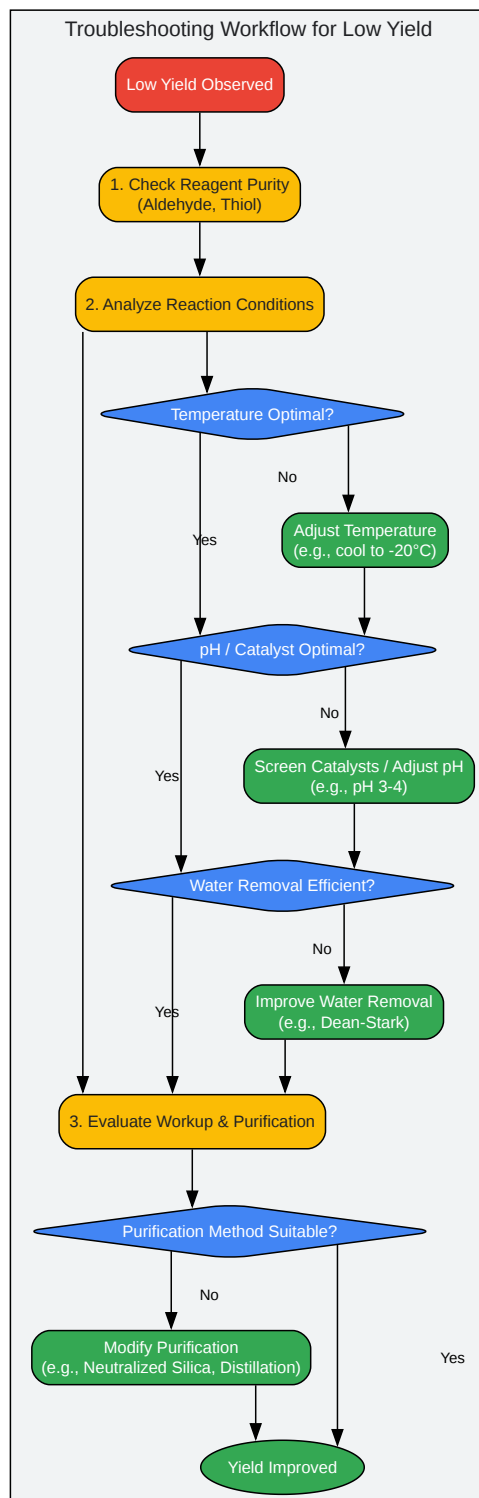 Troubleshooting Workflow for Low Yield
Low Yield Observed
1. Check Reagent Purity
(Aldehyde, Thiol)
2. Analyze Reaction Conditions
Temperature Optimal?
No
Yes
Adjust Temperature
(e.g., cool to -20°C)
pH / Catalyst Optimal?
No
Yes
Screen Catalysts / Adjust pH
(e.g., pH 3-4)
Water Removal Efficient?
No
Yes
Improve Water Removal
(e.g., Dean-Stark)
3. Evaluate Workup & Purification
Purification Method Suitable?
No
Modify Purification
(e.g., Neutralized Silica, Distillation)
Yes
Yield Improved